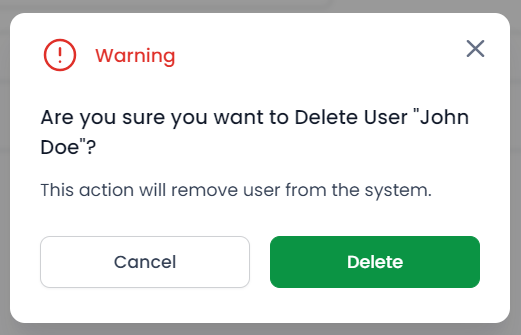 Warning
Are you sure you want to Delete User "John
Doe"?
This action will remove user from the system.
Cancel
Delete